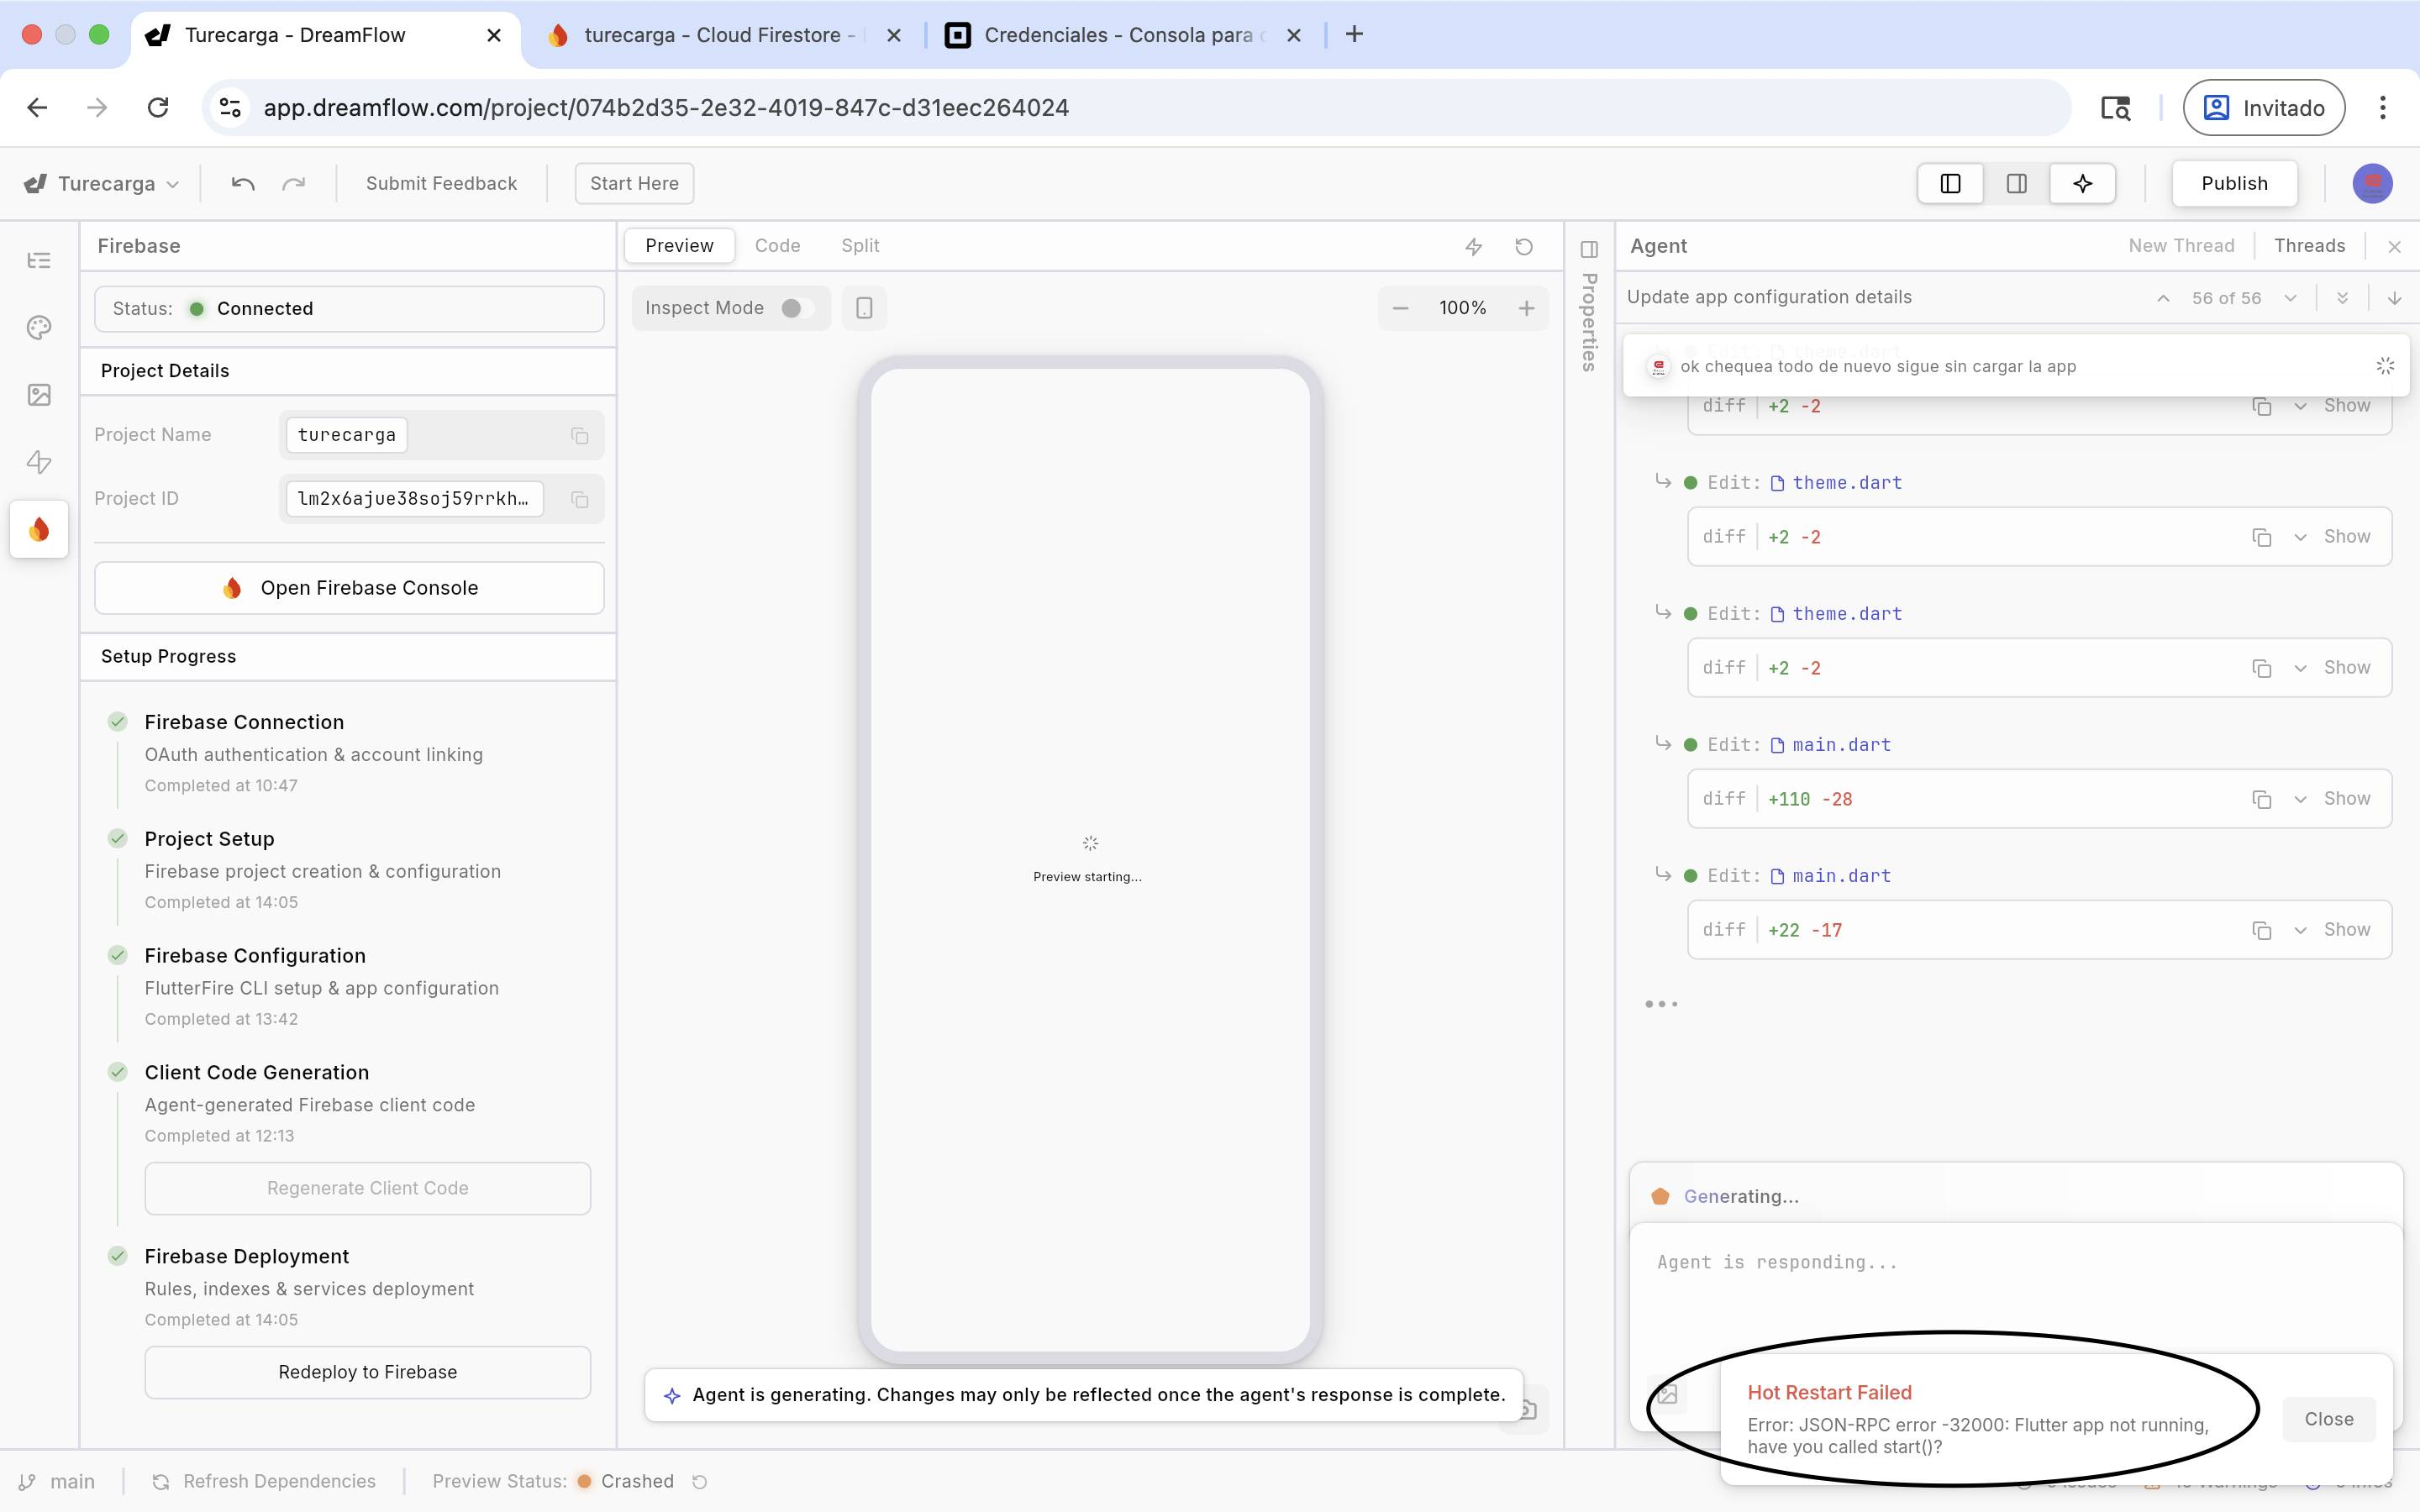 Turecarga - DreamFlow
turecarga - Cloud Firestore -
Credenciales - Consola para
app.dreamflow.com/project/074b2d35-2e32-4019-847c-d31eec264024
Invitado
Turecarga
Submit Feedback
Start Here
Publish
Firebase
Status: Connected
Project Details
Project Name
turecarga
Project ID
lm2x6ajue38soj59rrkh…
Open Firebase Console
Setup Progress
Firebase Connection
OAuth authentication & account linking
Completed at 10:47
Project Setup
Firebase project creation & configuration
Completed at 14:05
Firebase Configuration
FlutterFire CLI setup & app configuration
Completed at 13:42
Client Code Generation
Agent-generated Firebase client code
Completed at 12:13
Regenerate Client Code
Firebase Deployment
Rules, indexes & services deployment
Completed at 14:05
Redeploy to Firebase
Preview Code Split
Inspect Mode
100%
Preview starting...
Agent is generating. Changes may only be reflected once the agent's response is complete.
Properties
Agent
New Thread
Threads
Update app configuration details
56 of 56
ok chequea todo de nuevo sigue sin cargar la app
diff +2 -2 Show
Edit: theme.dart
diff +2 -2 Show
Edit: theme.dart
diff +2 -2 Show
Edit: main.dart
diff +110 -28 Show
Edit: main.dart
diff +22 -17 Show
Generating...
Agent is responding...
Hot Restart Failed
Error: JSON-RPC error -32000: Flutter app not running,
have you called start()?
Close
main
Refresh Dependencies
Preview Status: Crashed